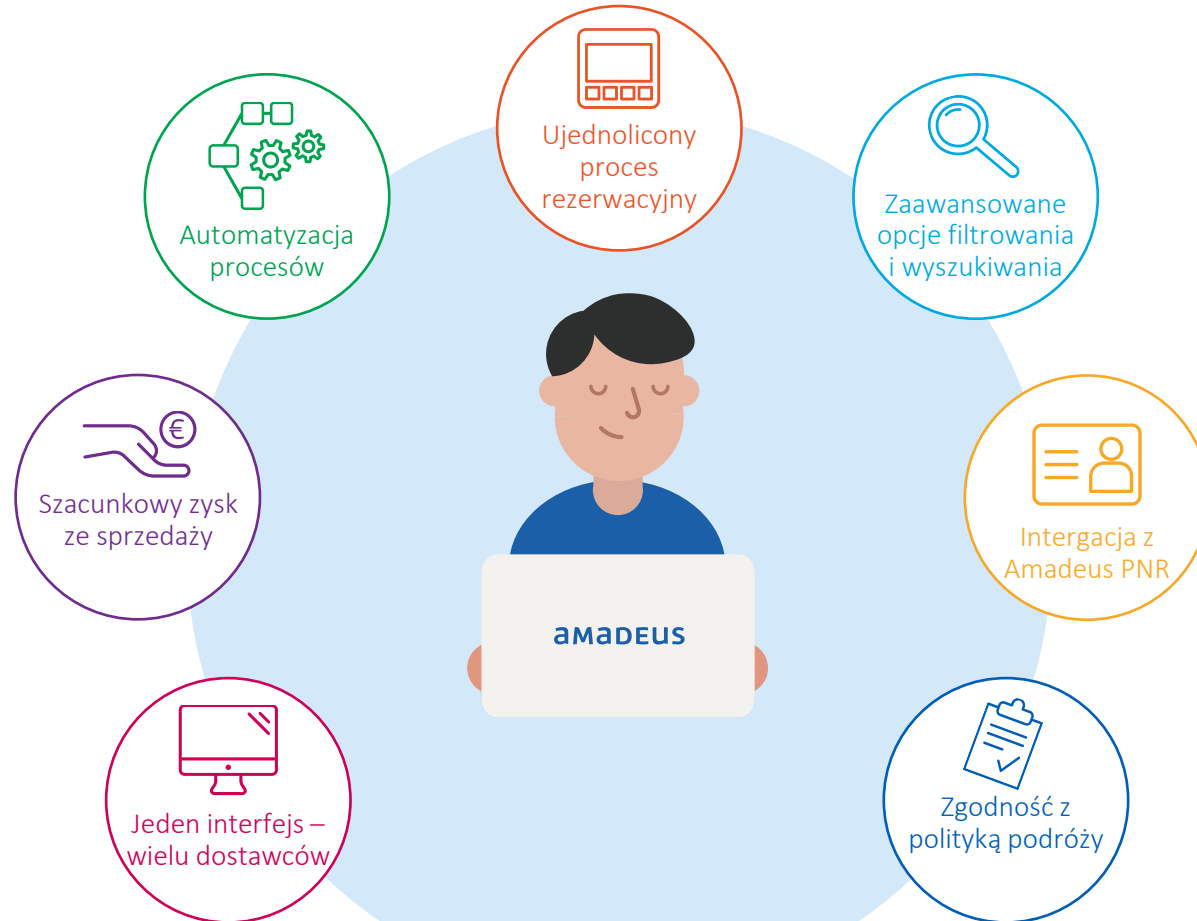 Ujednolicony
proces
rezerwacyjny
Automatyzacja
procesów
Zaawansowane
opcje filtrowania
i wyszukiwania
€
Szacunkowy zysk
ze sprzedaży
Intergacja z
Amadeus PNR
amadeus
Jeden interfejs –
wielu dostawców
Zgodność z
polityką podróży